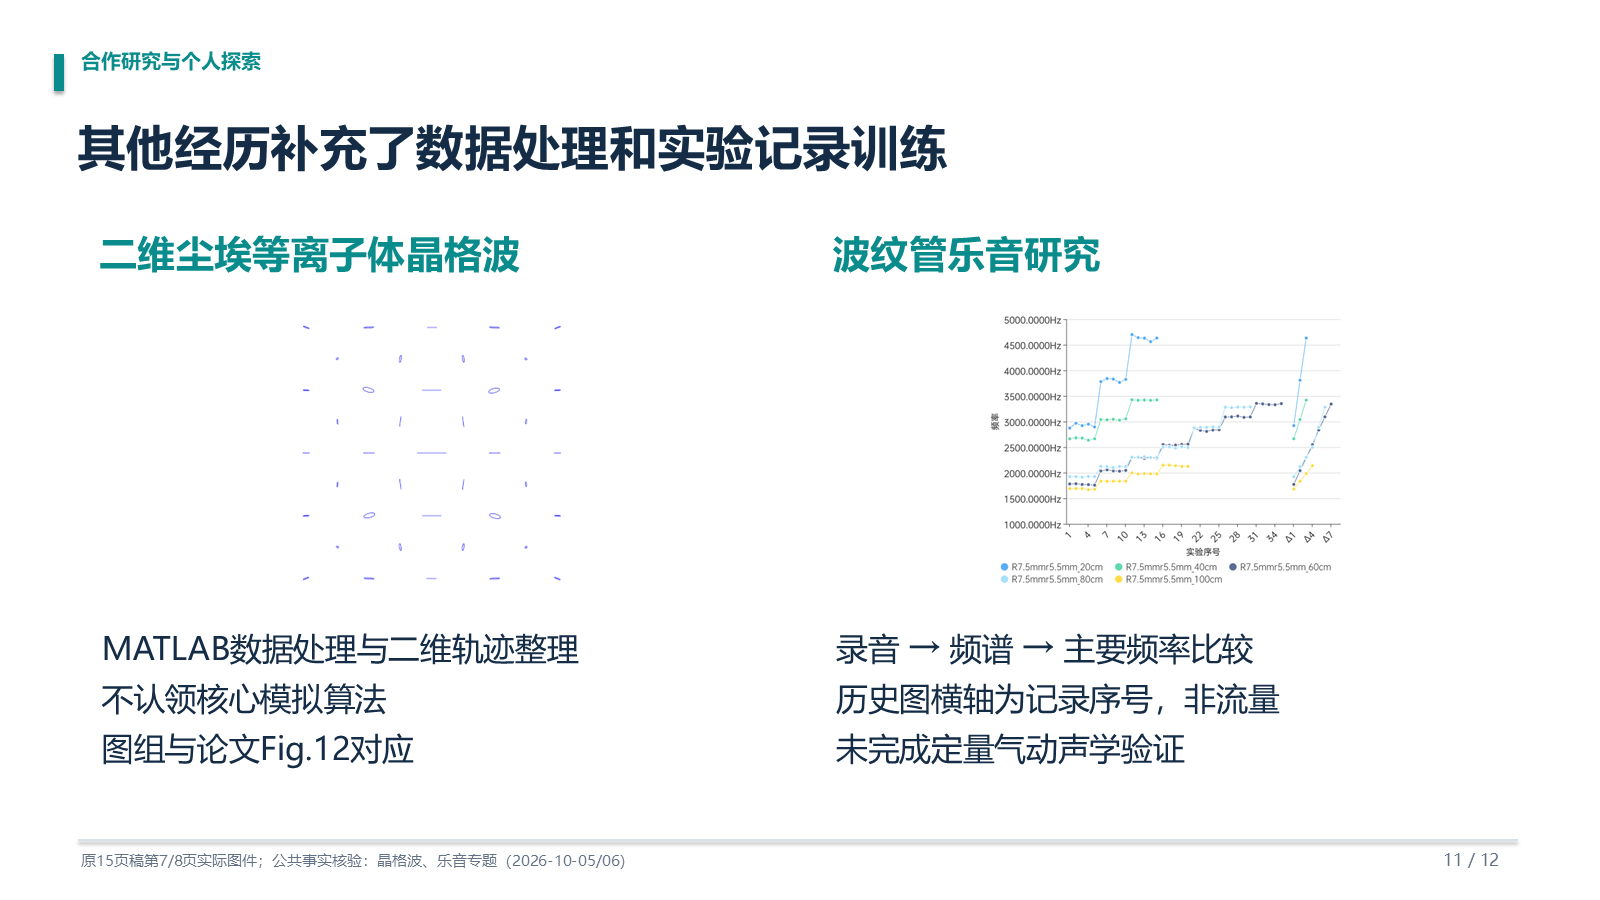 合作研究与个人探索
其他经历补充了数据处理和实验记录训练
二维尘埃等离子体晶格波
MATLAB数据处理与二维轨迹整理
不认领核心模拟算法
图组与论文Fig.12对应
波纹管乐音研究
5000.0000Hz
4500.0000Hz
4000.0000Hz
3500.0000Hz
3000.0000Hz
2500.0000Hz
2000.0000Hz
1500.0000Hz
1000.0000Hz
频率
1 4 7 10 13 16 19 22 25 28 31 34 Δ1 Δ4 Δ7
实验序号
R7.5mmr5.5mm_20cm R7.5mmr5.5mm_40cm R7.5mmr5.5mm_60cm
R7.5mmr5.5mm_80cm R7.5mmr5.5mm_100cm
录音 → 频谱 → 主要频率比较
历史图横轴为记录序号，非流量
未完成定量气动声学验证
原15页稿第7/8页实际图件；公共事实核验：晶格波、乐音专题（2026-10-05/06）
11 / 12